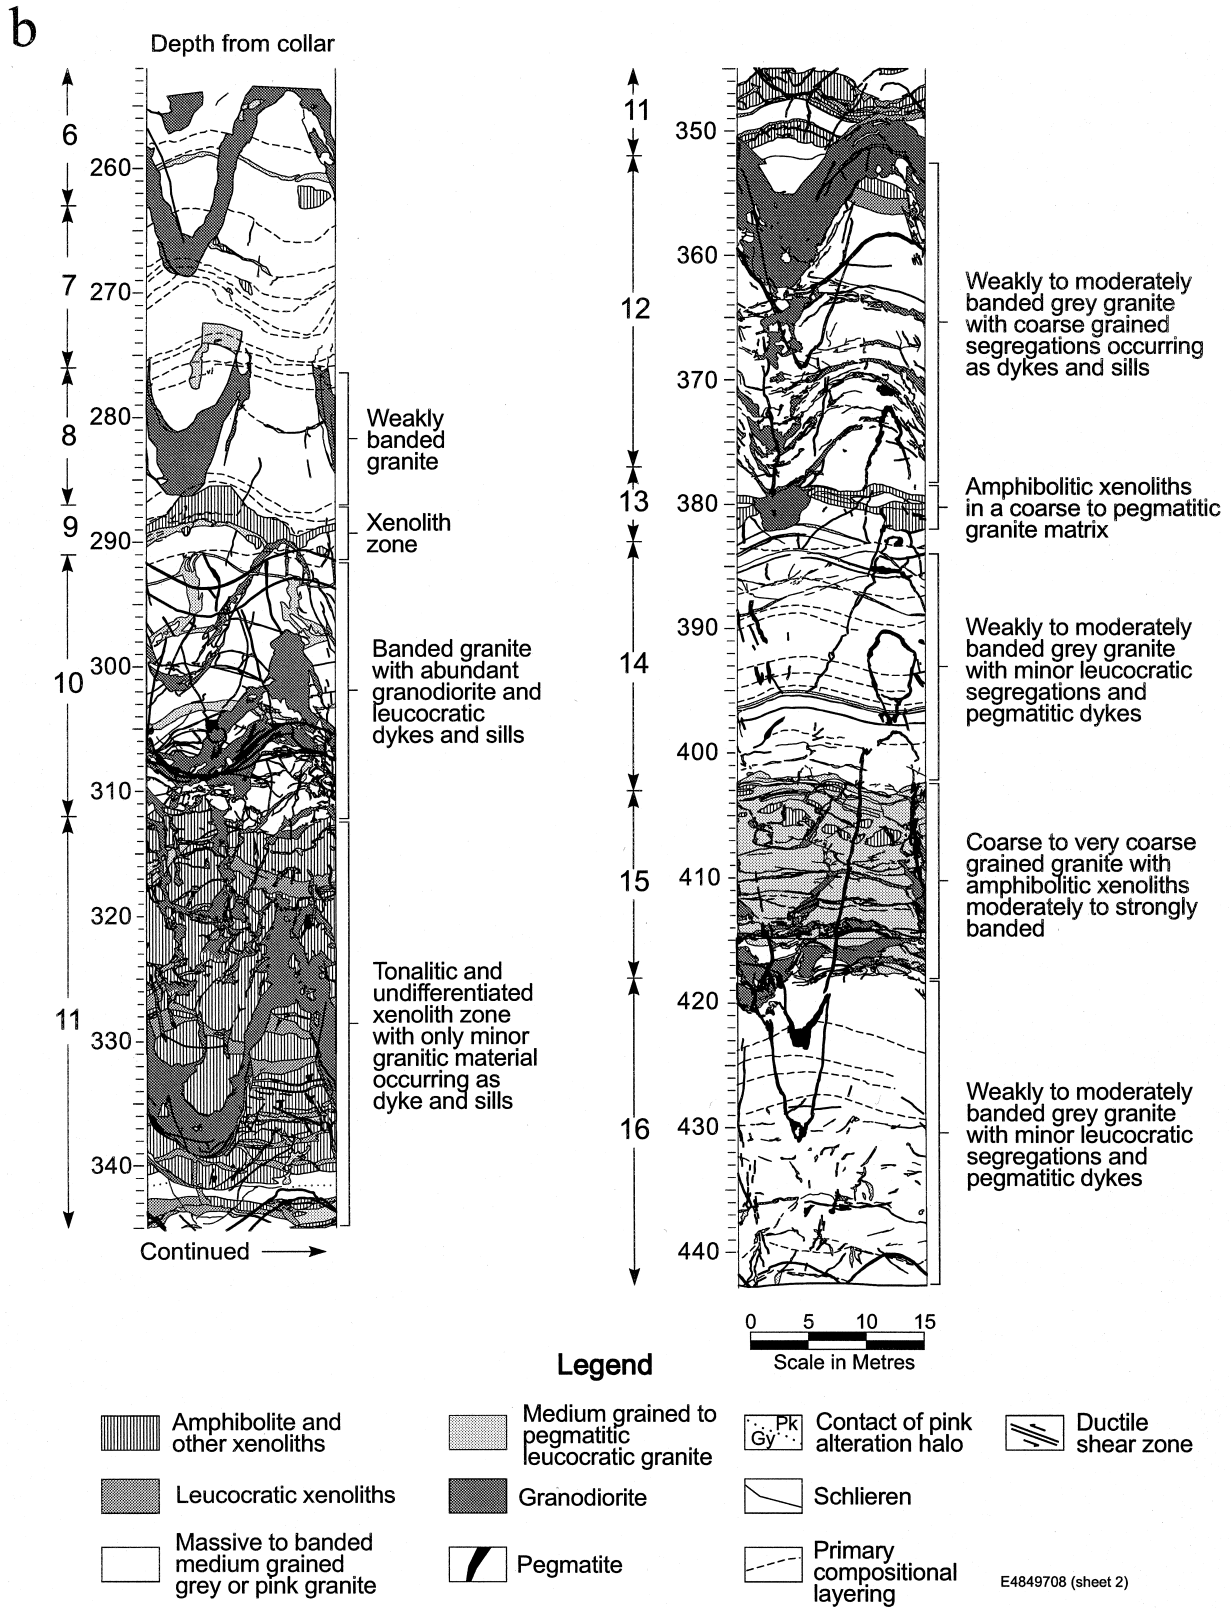 b
Depth from collar
6
7
8
9
10
11
260
270
280
290
300
310
320
330
340
Weakly
banded
granite
Xenolith
zone
Banded granite
with abundant
granodiorite and
leucocratic
dykes and sills
Tonalitic and
undifferentiated
xenolith zone
with only minor
granitic material
occurring as
dyke and sills
Continued
11
12
13
14
15
16
350
360
370
380
390
400
410
420
430
440
Weakly to moderately
banded grey granite
with coarse grained
segregations occurring
as dykes and sills
Amphibolitic xenoliths
in a coarse to pegmatitic
granite matrix
Weakly to moderately
banded grey granite
with minor leucocratic
segregations and
pegmatitic dykes
Coarse to very coarse
grained granite with
amphibolitic xenoliths
moderately to strongly
banded
Weakly to moderately
banded grey granite
with minor leucocratic
segregations and
pegmatitic dykes
0 5 10 15
Scale in Metres
Legend
Amphibolite and
other xenoliths
Leucocratic xenoliths
Massive to banded
medium grained
grey or pink granite
Medium grained to
pegmatitic
leucocratic granite
Granodiorite
Pegmatite
Pk
Gy
Contact of pink
alteration halo
Schlieren
Primary
compositional
layering
Ductile
shear zone
E4849708 (sheet 2)